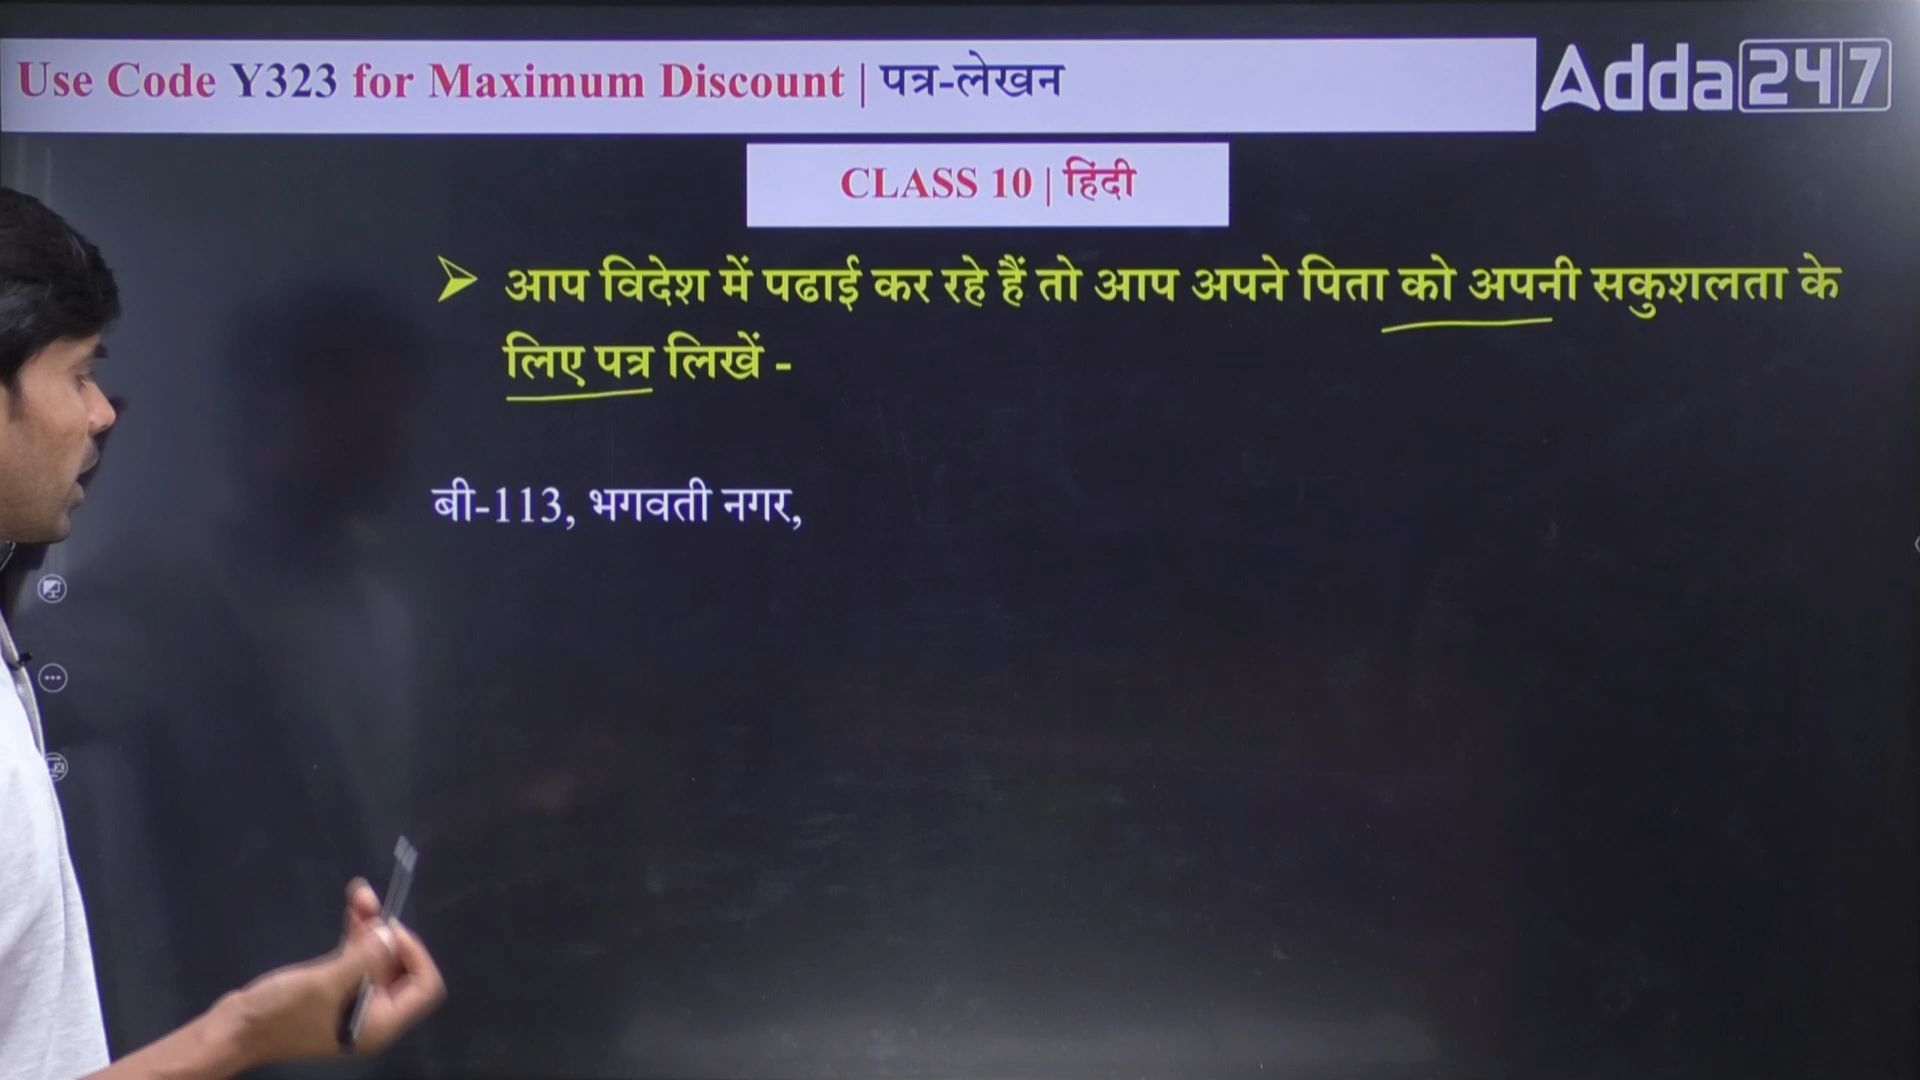 Use Code Y323 for Maximum Discount | पत्र-लेखन
Adda247
CLASS 10 | हिंदी
➢ आप विदेश में पढाई कर रहे हैं तो आप अपने पिता को अपनी सकुशलता के
लिए पत्र लिखें -
बी-113, भगवती नगर,